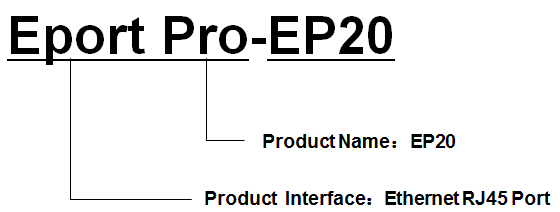 Eport Pro-EP20
Product Name：EP20
Product Interface：Ethernet RJ45 Port